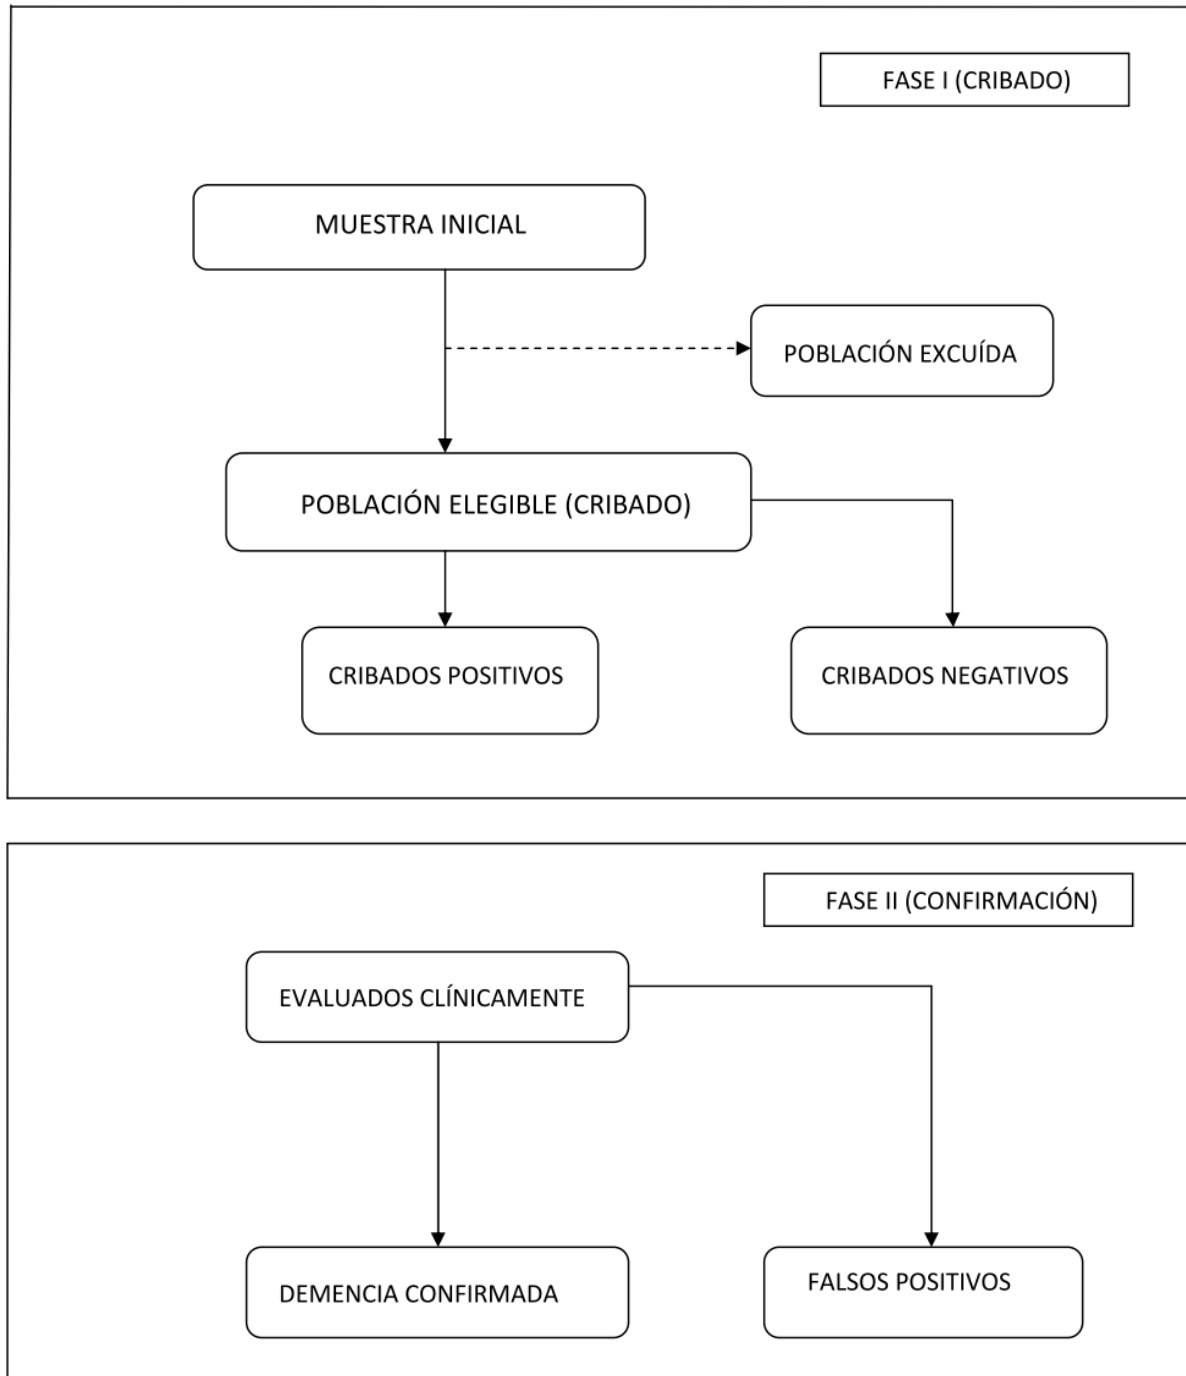 FASE I (CRIBADO)
MUESTRA INICIAL
POBLACIÓN EXCUÍDA
POBLACIÓN ELEGIBLE (CRIBADO)
CRIBADOS POSITIVOS
CRIBADOS NEGATIVOS
FASE II (CONFIRMACIÓN)
EVALUADOS CLÍNICAMENTE
DEMENCIA CONFIRMADA
FALSOS POSITIVOS